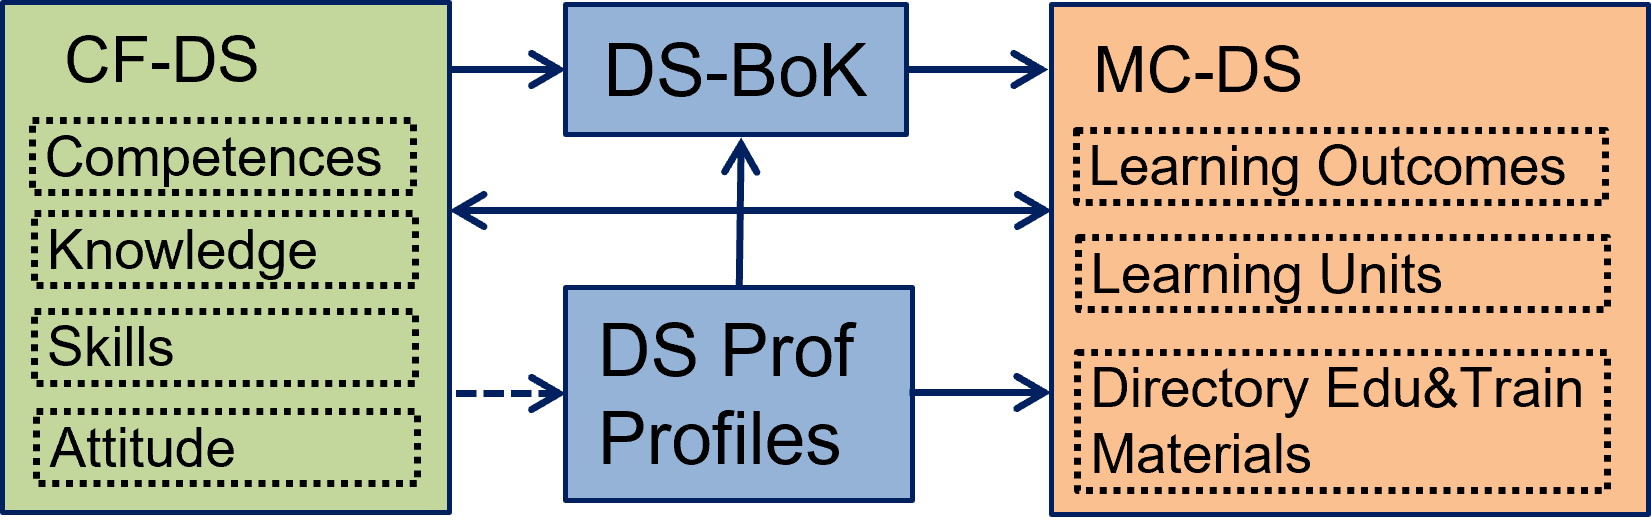 CF-DS
Competences
Knowledge
Skills
Attitude
DS-BoK
DS Prof
Profiles
MC-DS
Learning Outcomes
Learning Units
Directory Edu&Train
Materials